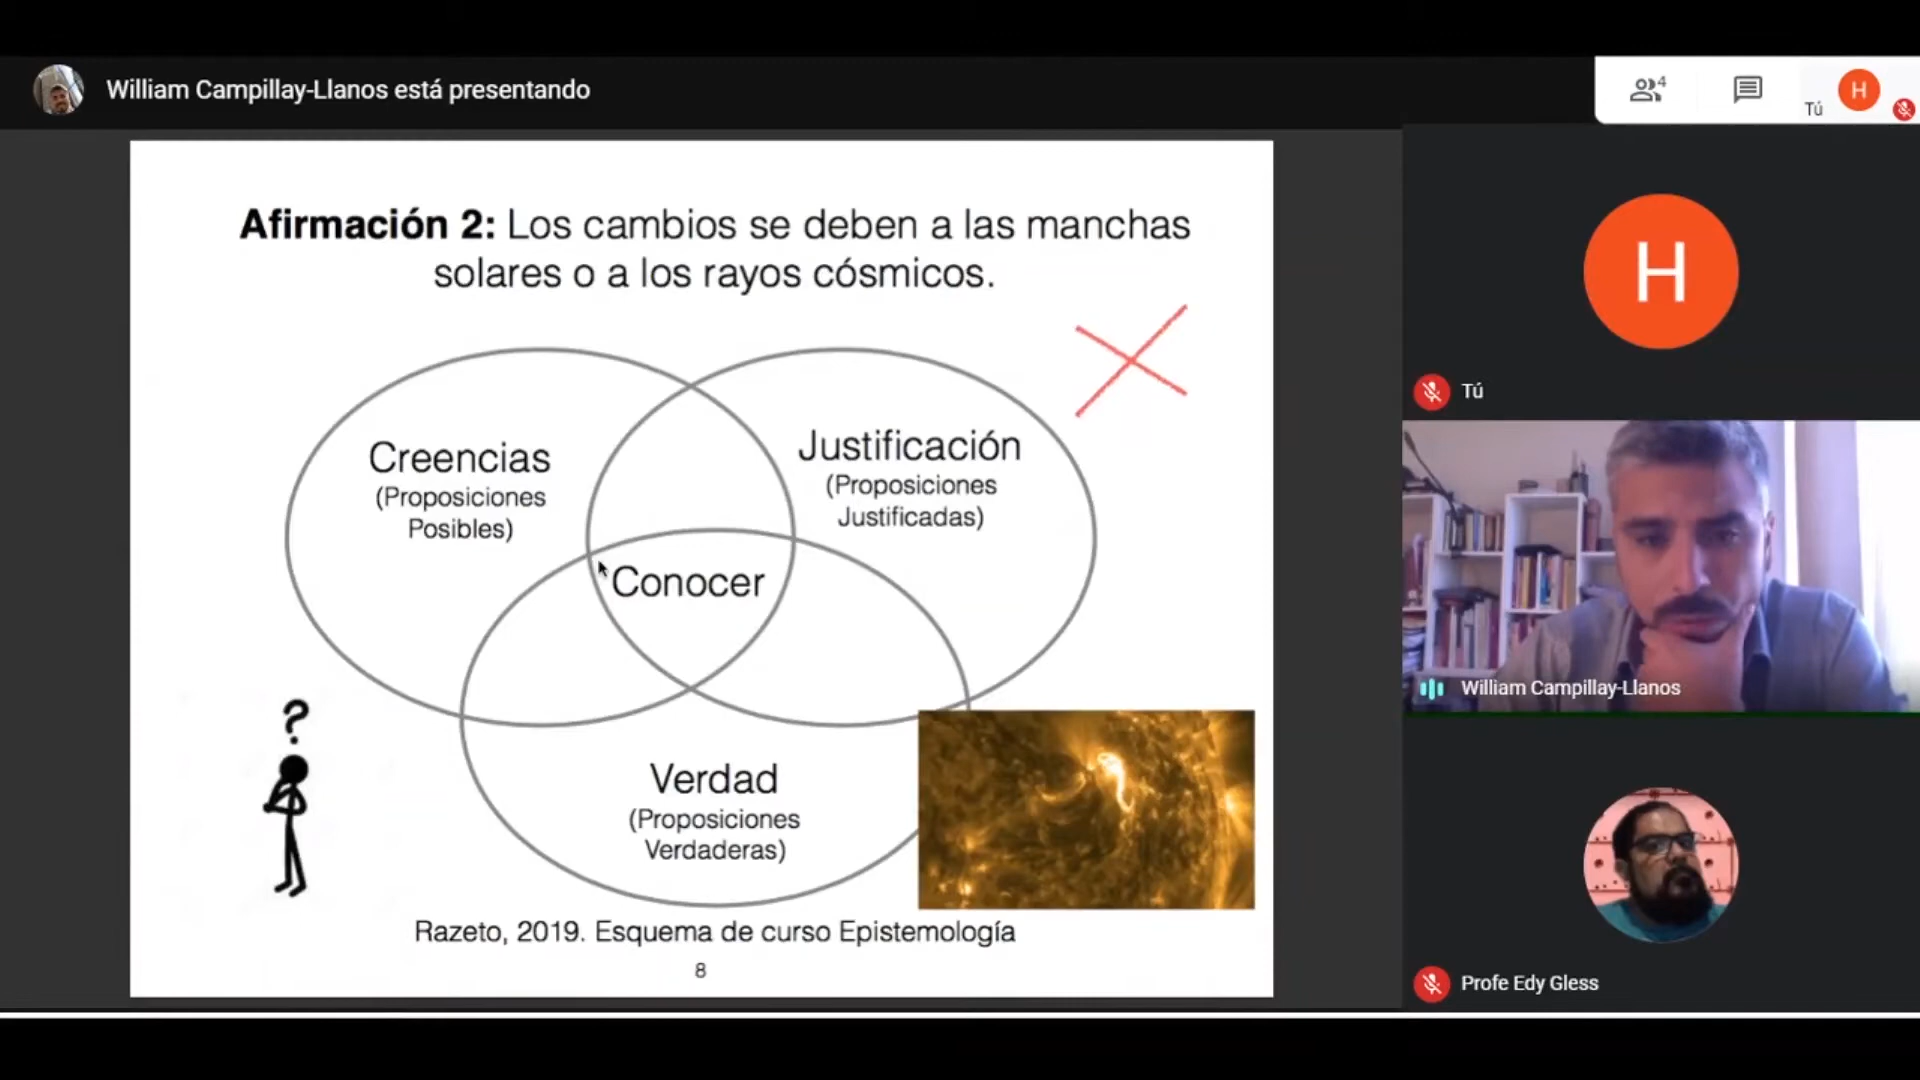 William Campillay-Llanos está presentando
4
Tú
H
Afirmación 2: Los cambios se deben a las manchas
solares o a los rayos cósmicos.
Creencias
(Proposiciones
Posibles)
Justificación
(Proposiciones
Justificadas)
Conocer
?
Verdad
(Proposiciones
Verdaderas)
Razeto, 2019. Esquema de curso Epistemología
8
H
Tú
William Campillay-Llanos
Profe Edy Gless